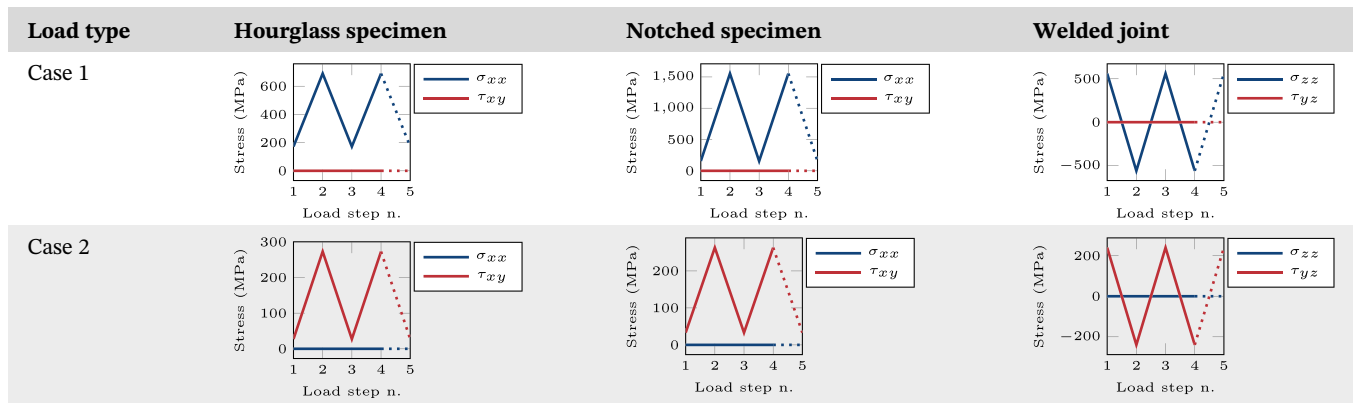 Load type Hourglass specimen Notched specimen Welded joint
Case 1
Stress (MPa)
600
400
200
0
1 2 3 4 5
Load step n.
σxx
τxy
Stress (MPa)
1,500
1,000
500
0
1 2 3 4 5
Load step n.
σxx
τxy
Stress (MPa)
500
0
−500
1 2 3 4 5
Load step n.
σzz
τyz
Case 2
Stress (MPa)
300
200
100
0
1 2 3 4 5
Load step n.
σxx
τxy
Stress (MPa)
200
100
0
1 2 3 4 5
Load step n.
σxx
τxy
Stress (MPa)
200
0
−200
1 2 3 4 5
Load step n.
σzz
τyz